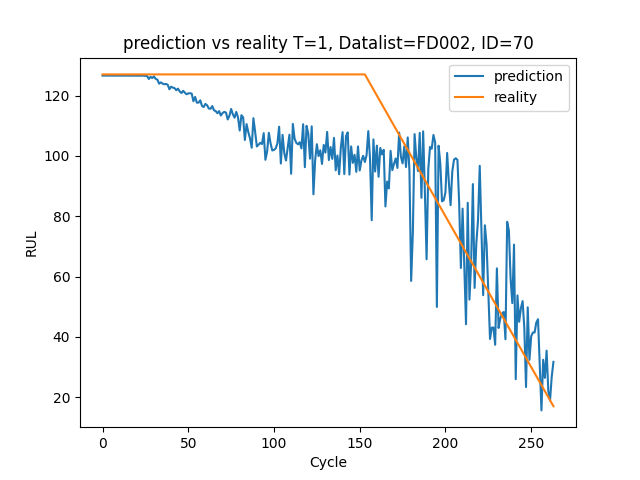 prediction vs reality T=1, Datalist=FD002, ID=70
prediction
reality
RUL
120
100
80
60
40
20
0 50 100 150 200 250
Cycle